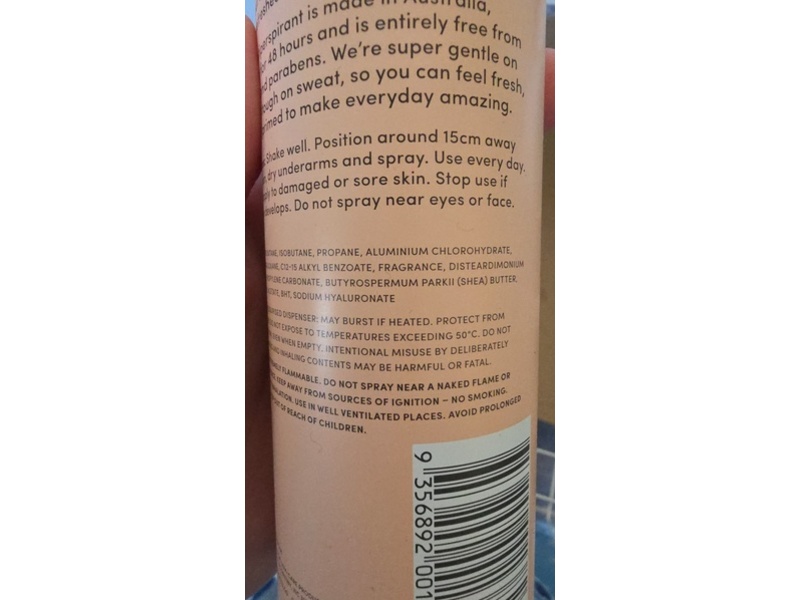 perspirant is made in Australia,
48 hours and is entirely free from
parabens. We're super gentle on
on sweat, so you can feel fresh,
to make everyday amazing.
Shake well. Position around 15cm away
dry underarms and spray. Use every day.
to damaged or sore skin. Stop use if
Do not spray near eyes or face.
ISOBUTANE, PROPANE, ALUMINIUM CHLOROHYDRATE,
C12-15 ALKYL BENZOATE, FRAGRANCE, DISTEARDIMONIUM
CARBONATE, BUTYROSPERMUM PARKII (SHEA) BUTTER,
BHT, SODIUM HYALURONATE
DISPENSER: MAY BURST IF HEATED. PROTECT FROM
NOT EXPOSE TO TEMPERATURES EXCEEDING 50°C. DO NOT
WHEN EMPTY. INTENTIONAL MISUSE BY DELIBERATELY
INHALING CONTENTS MAY BE HARMFUL OR FATAL.
FLAMMABLE. DO NOT SPRAY NEAR A NAKED FLAME OR
KEEP AWAY FROM SOURCES OF IGNITION – NO SMOKING.
USE IN WELL VENTILATED PLACES. AVOID PROLONGED
OUT OF REACH OF CHILDREN.
9 356892 001